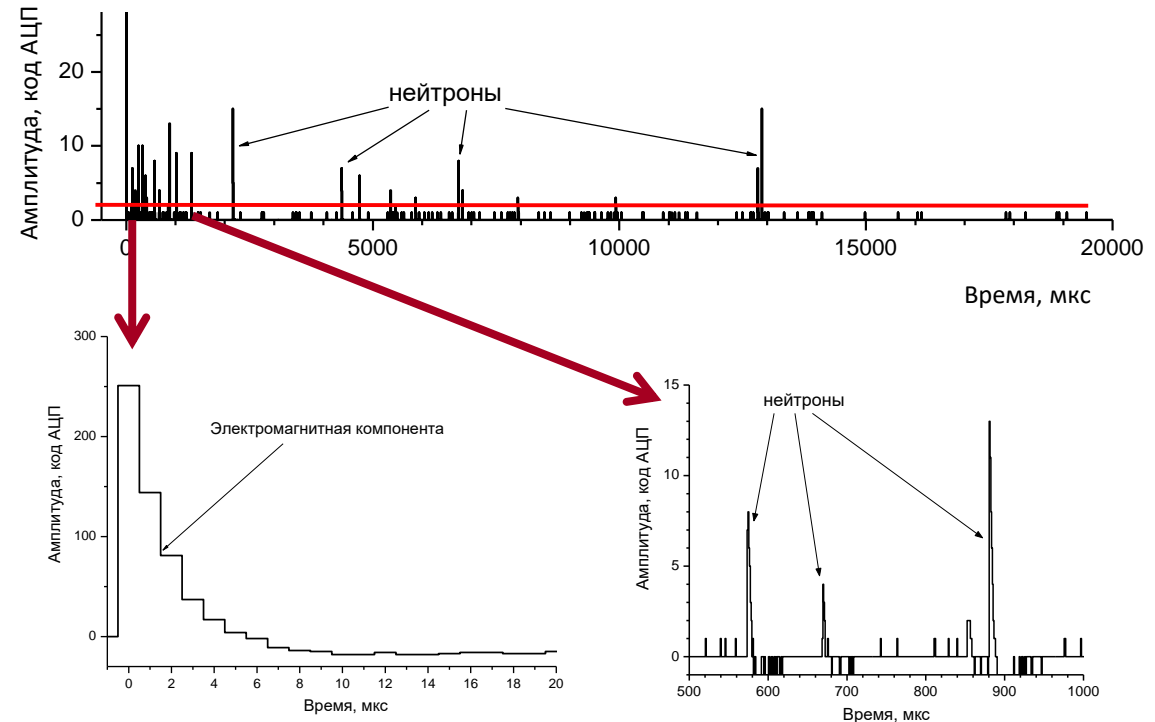 Амплитуда, код АЦП
20
10
0
нейтроны
0
5000
10000
15000
20000
Время, мкс
Амплитуда, код АЦП
300
200
100
0
Электромагнитная компонента
0 2 4 6 8 10 12 14 16 18 20
Время, мкс
Амплитуда, код АЦП
15
10
5
0
нейтроны
500 600 700 800 900 1000
Время, мкс